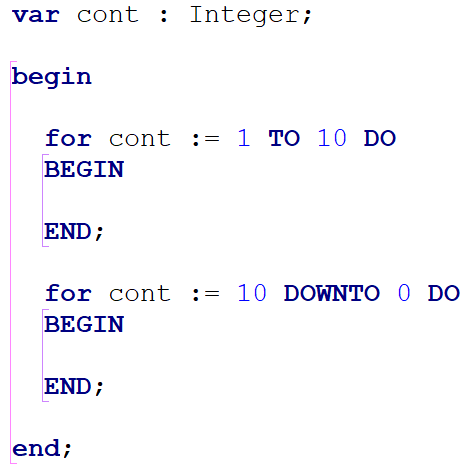 var cont : Integer;
begin
for cont := 1 TO 10 DO
BEGIN
END;
for cont := 10 DOWNTO 0 DO
BEGIN
END;
end;